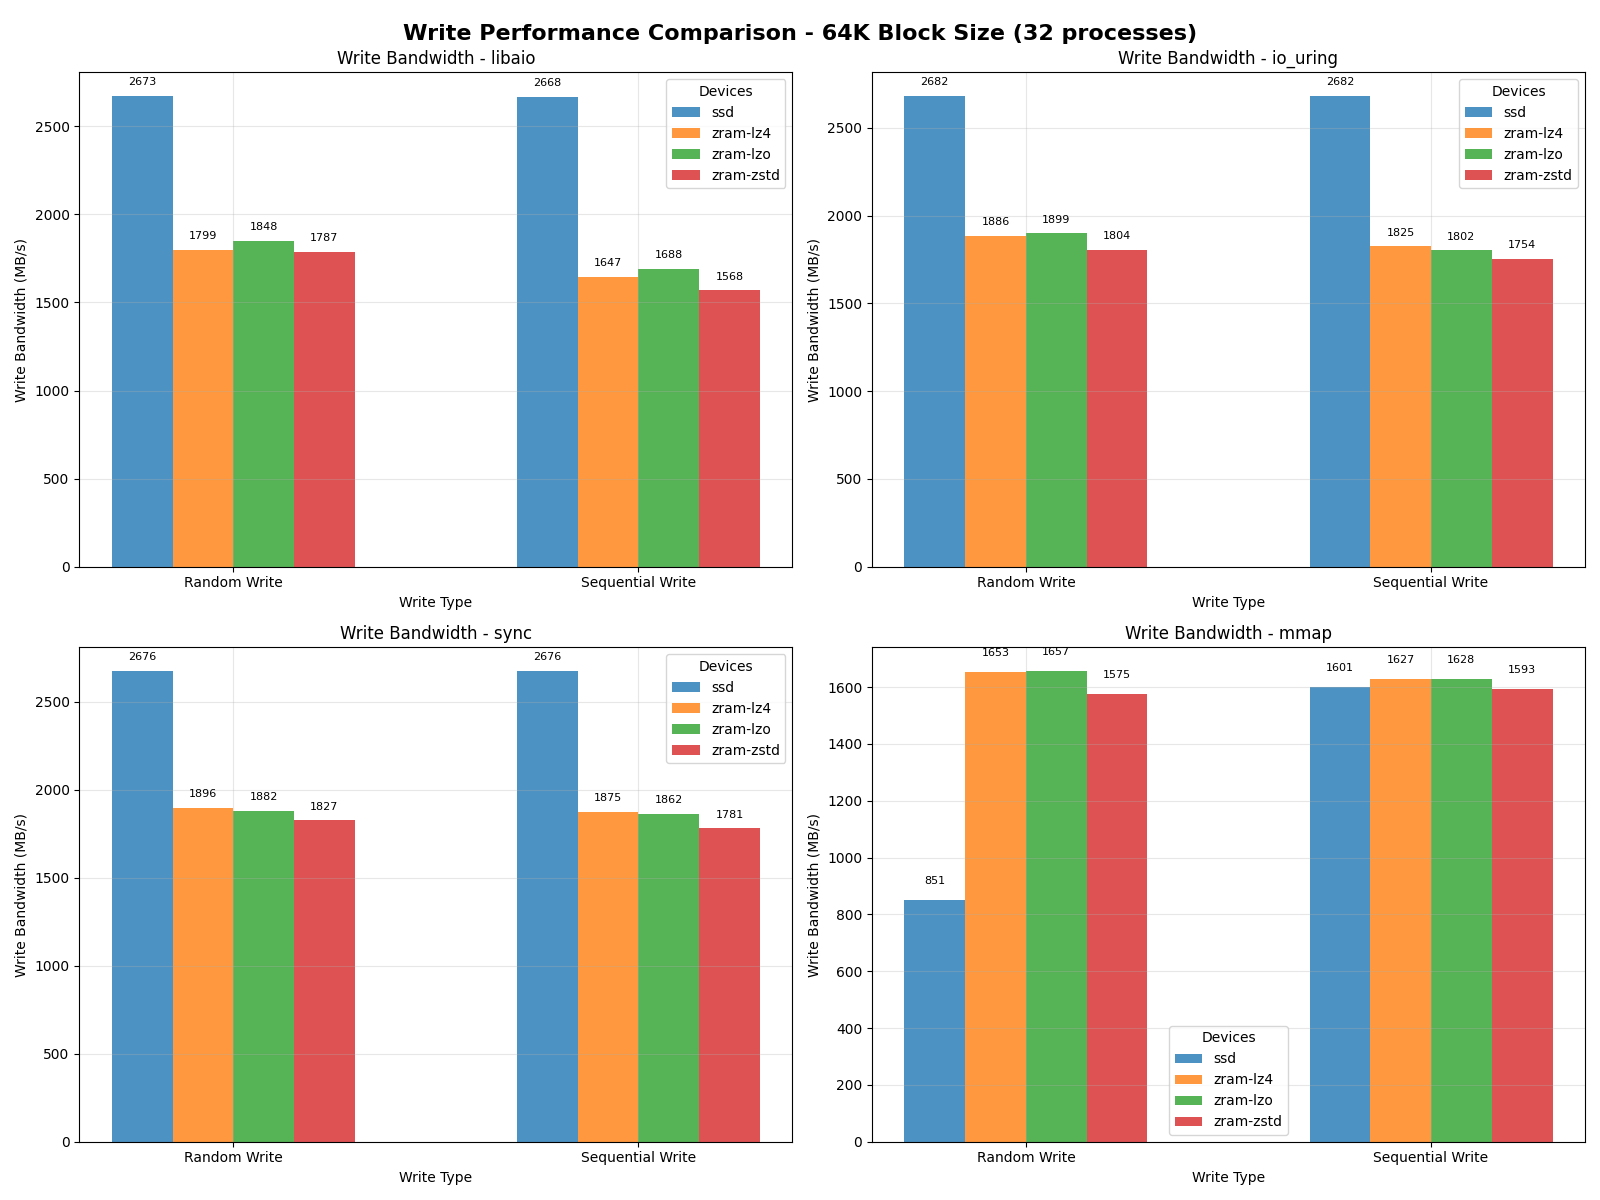 Write Performance Comparison - 64K Block Size (32 processes)
Write Bandwidth - libaio
Write Bandwidth (MB/s)
2500
2000
1500
1000
500
0
2673
1799
1848
1787
2668
1647
1688
1568
Devices
ssd
zram-lz4
zram-lzo
zram-zstd
Random Write
Sequential Write
Write Type
Write Bandwidth - io_uring
Write Bandwidth (MB/s)
2500
2000
1500
1000
500
0
2682
1886
1899
1804
2682
1825
1802
1754
Devices
ssd
zram-lz4
zram-lzo
zram-zstd
Random Write
Sequential Write
Write Type
Write Bandwidth - sync
Write Bandwidth (MB/s)
2500
2000
1500
1000
500
0
2676
1896
1882
1827
2676
1875
1862
1781
Devices
ssd
zram-lz4
zram-lzo
zram-zstd
Random Write
Sequential Write
Write Type
Write Bandwidth - mmap
Write Bandwidth (MB/s)
1600
1400
1200
1000
800
600
400
200
0
851
1653
1657
1575
1601
1627
1628
1593
Devices
ssd
zram-lz4
zram-lzo
zram-zstd
Random Write
Sequential Write
Write Type